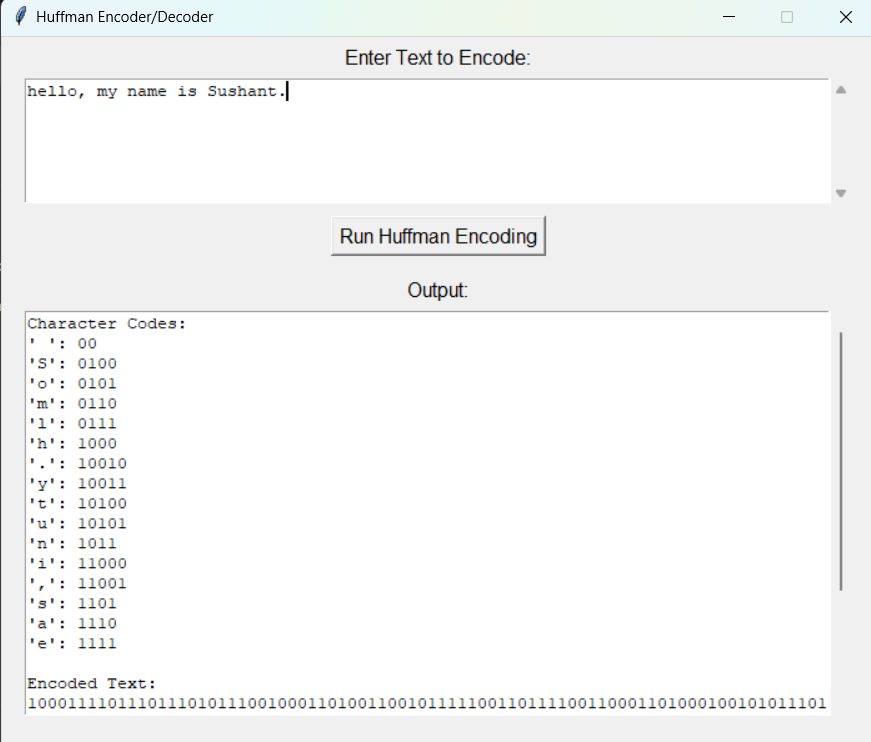 Huffman Encoder/Decoder
Enter Text to Encode:
hello, my name is Sushant.
Run Huffman Encoding
Output:
Character Codes:
' ': 00
'S': 0100
'o': 0101
'm': 0110
'l': 0111
'h': 1000
'.': 10010
'y': 10011
't': 10100
'u': 10101
'n': 1011
'i': 11000
',': 11001
's': 1101
'a': 1110
'e': 1111
Encoded Text:
10001111011101110101110010001101001100101111100110111100110001101000100101011101